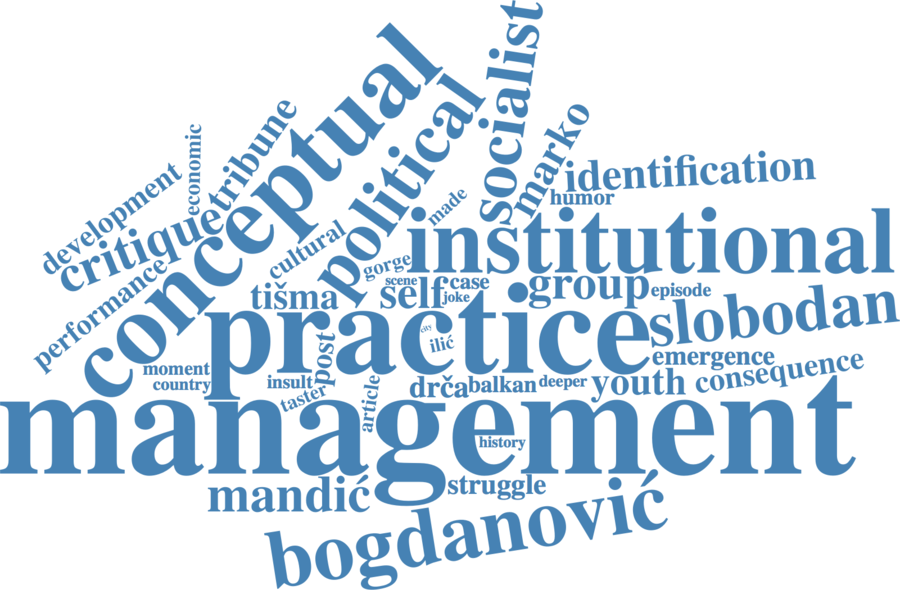 socialist
conceptual
political
marko
tribune
economic
identification
development
humor
critique
made
cultural
institutional
performance
gorge
scene
case
self
joke
tišma
group
episode
practice
slobodan
city
ilić
post
emergence
moment
country
insult
drča
balkan
deeper
youth
consequence
taster
article
management
history
mandić
struggle
bogdanović